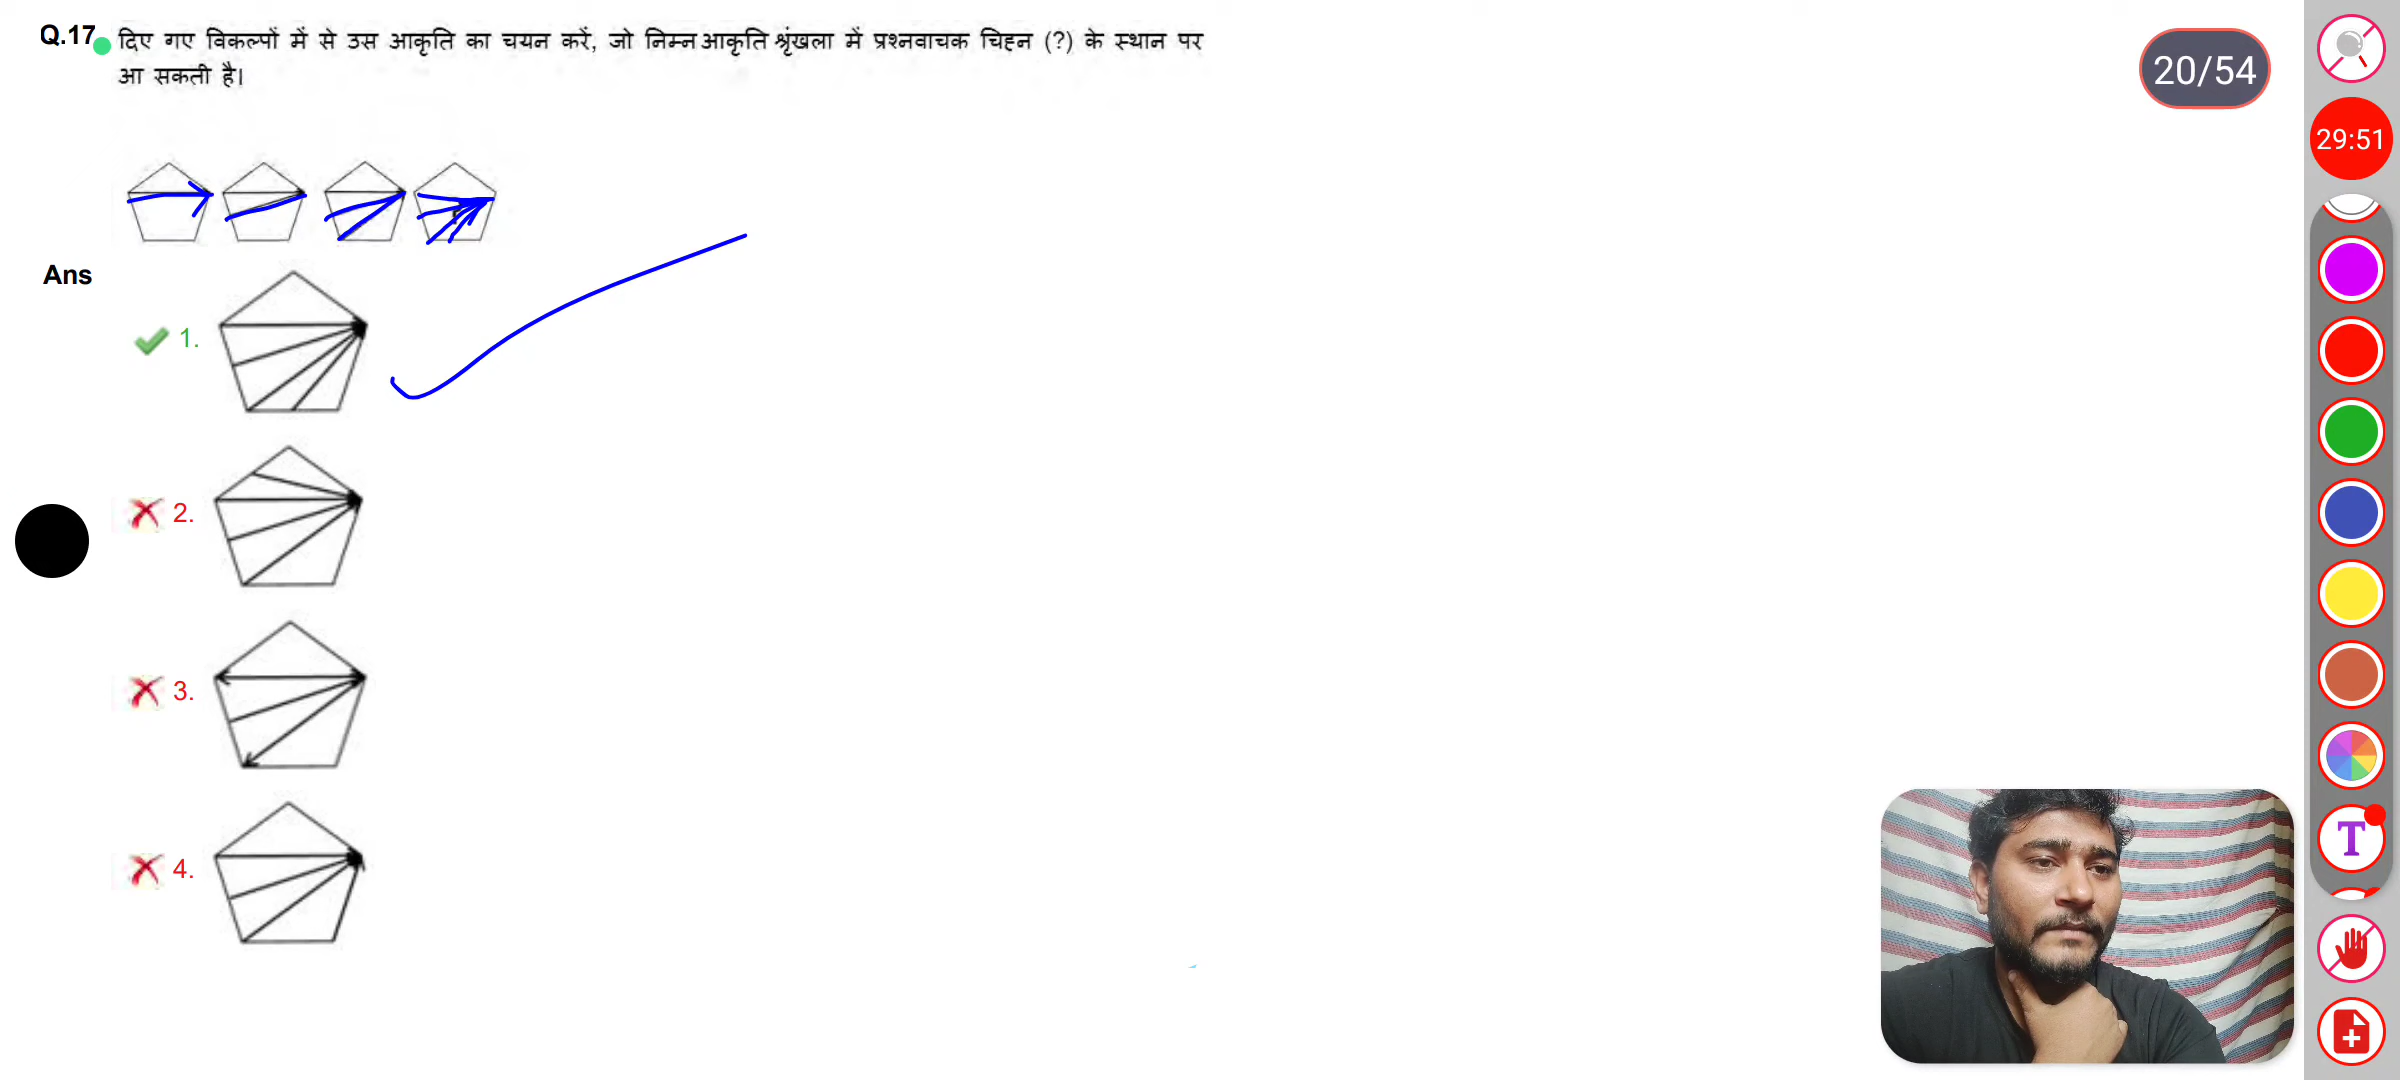 Q.17 दिए गए विकल्पों में से उस आकृति का चयन करें, जो निम्न आकृति श्रृंखला में प्रश्नवाचक चिह्न (?) के स्थान पर
आ सकती है।
20/54
29:51
Ans
1.
2.
3.
4.
T